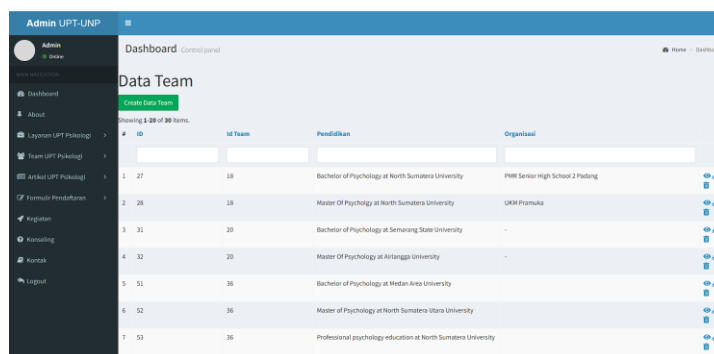 Admin UPT-UNP
Admin
Online
MAIN NAVIGATION
Dashboard
About
Layanan UPT Psikologi
Team UPT Psikologi
Artikel UPT Psikologi
Formulir Pendaftaran
Kegiatan
Konseling
Kontak
Logout
Dashboard Control panel
Home
Data Team
Create Data Team
Showing 1-20 of 30 items.
# ID Id Team Pendidikan Organisasi
1 27 18 Bachelor of Psychology at North Sumatera University PMR Senior High School 2 Padang
2 28 18 Master Of Psycholgy at North Sumatera University UKM Pramuka
3 31 20 Bachelor of Psychology at Semarang State University -
4 32 20 Master Of Psychology at Airlangga University -
5 51 36 Bachelor of Psychology at Medan Area University
6 52 36 Master of Psychology at North Sumatera Utara University
7 53 36 Professional psychology education at North Sumatera University